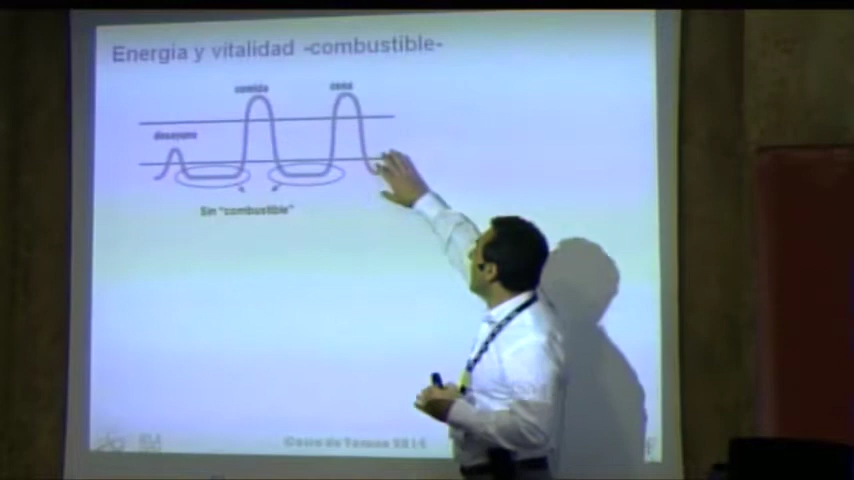 Energía y vitalidad -combustible-
comida
cena
desayuno
Sin "combustible"